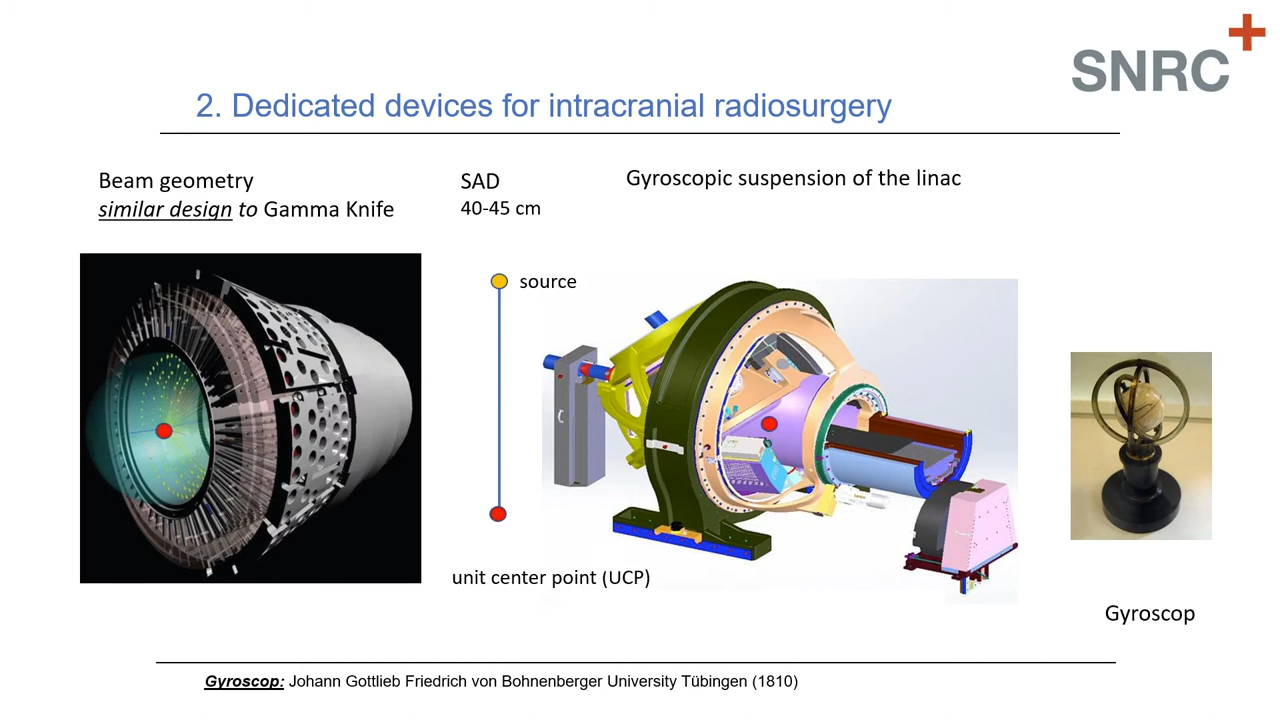 SNRC
2. Dedicated devices for intracranial radiosurgery
Beam geometry
similar design to Gamma Knife
SAD
40-45 cm
Gyroscopic suspension of the linac
source
unit center point (UCP)
Gyroscop
Gyroscop: Johann Gottlieb Friedrich von Bohnenberger University Tübingen (1810)